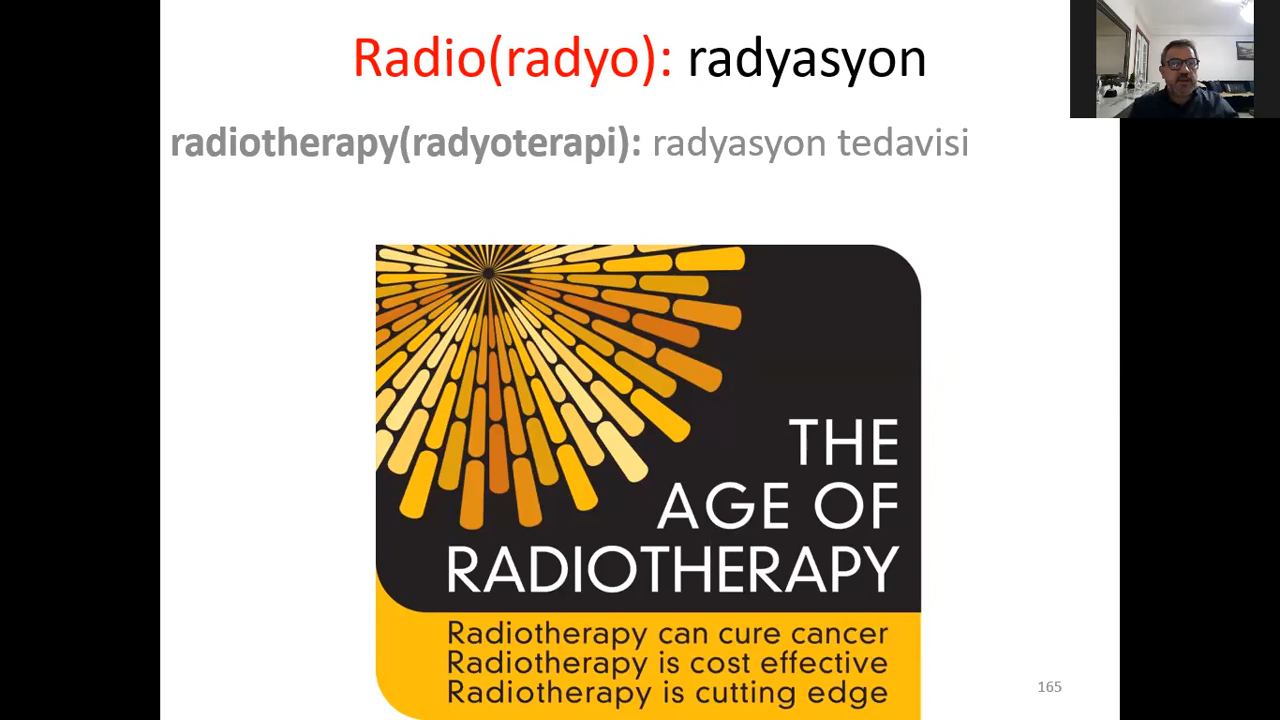 Radio(radyo): radyasyon
radiotherapy(radyoterapi): radyasyon tedavisi
THE
AGE OF
RADIOTHERAPY
Radiotherapy can cure cancer
Radiotherapy is cost effective
Radiotherapy is cutting edge
165